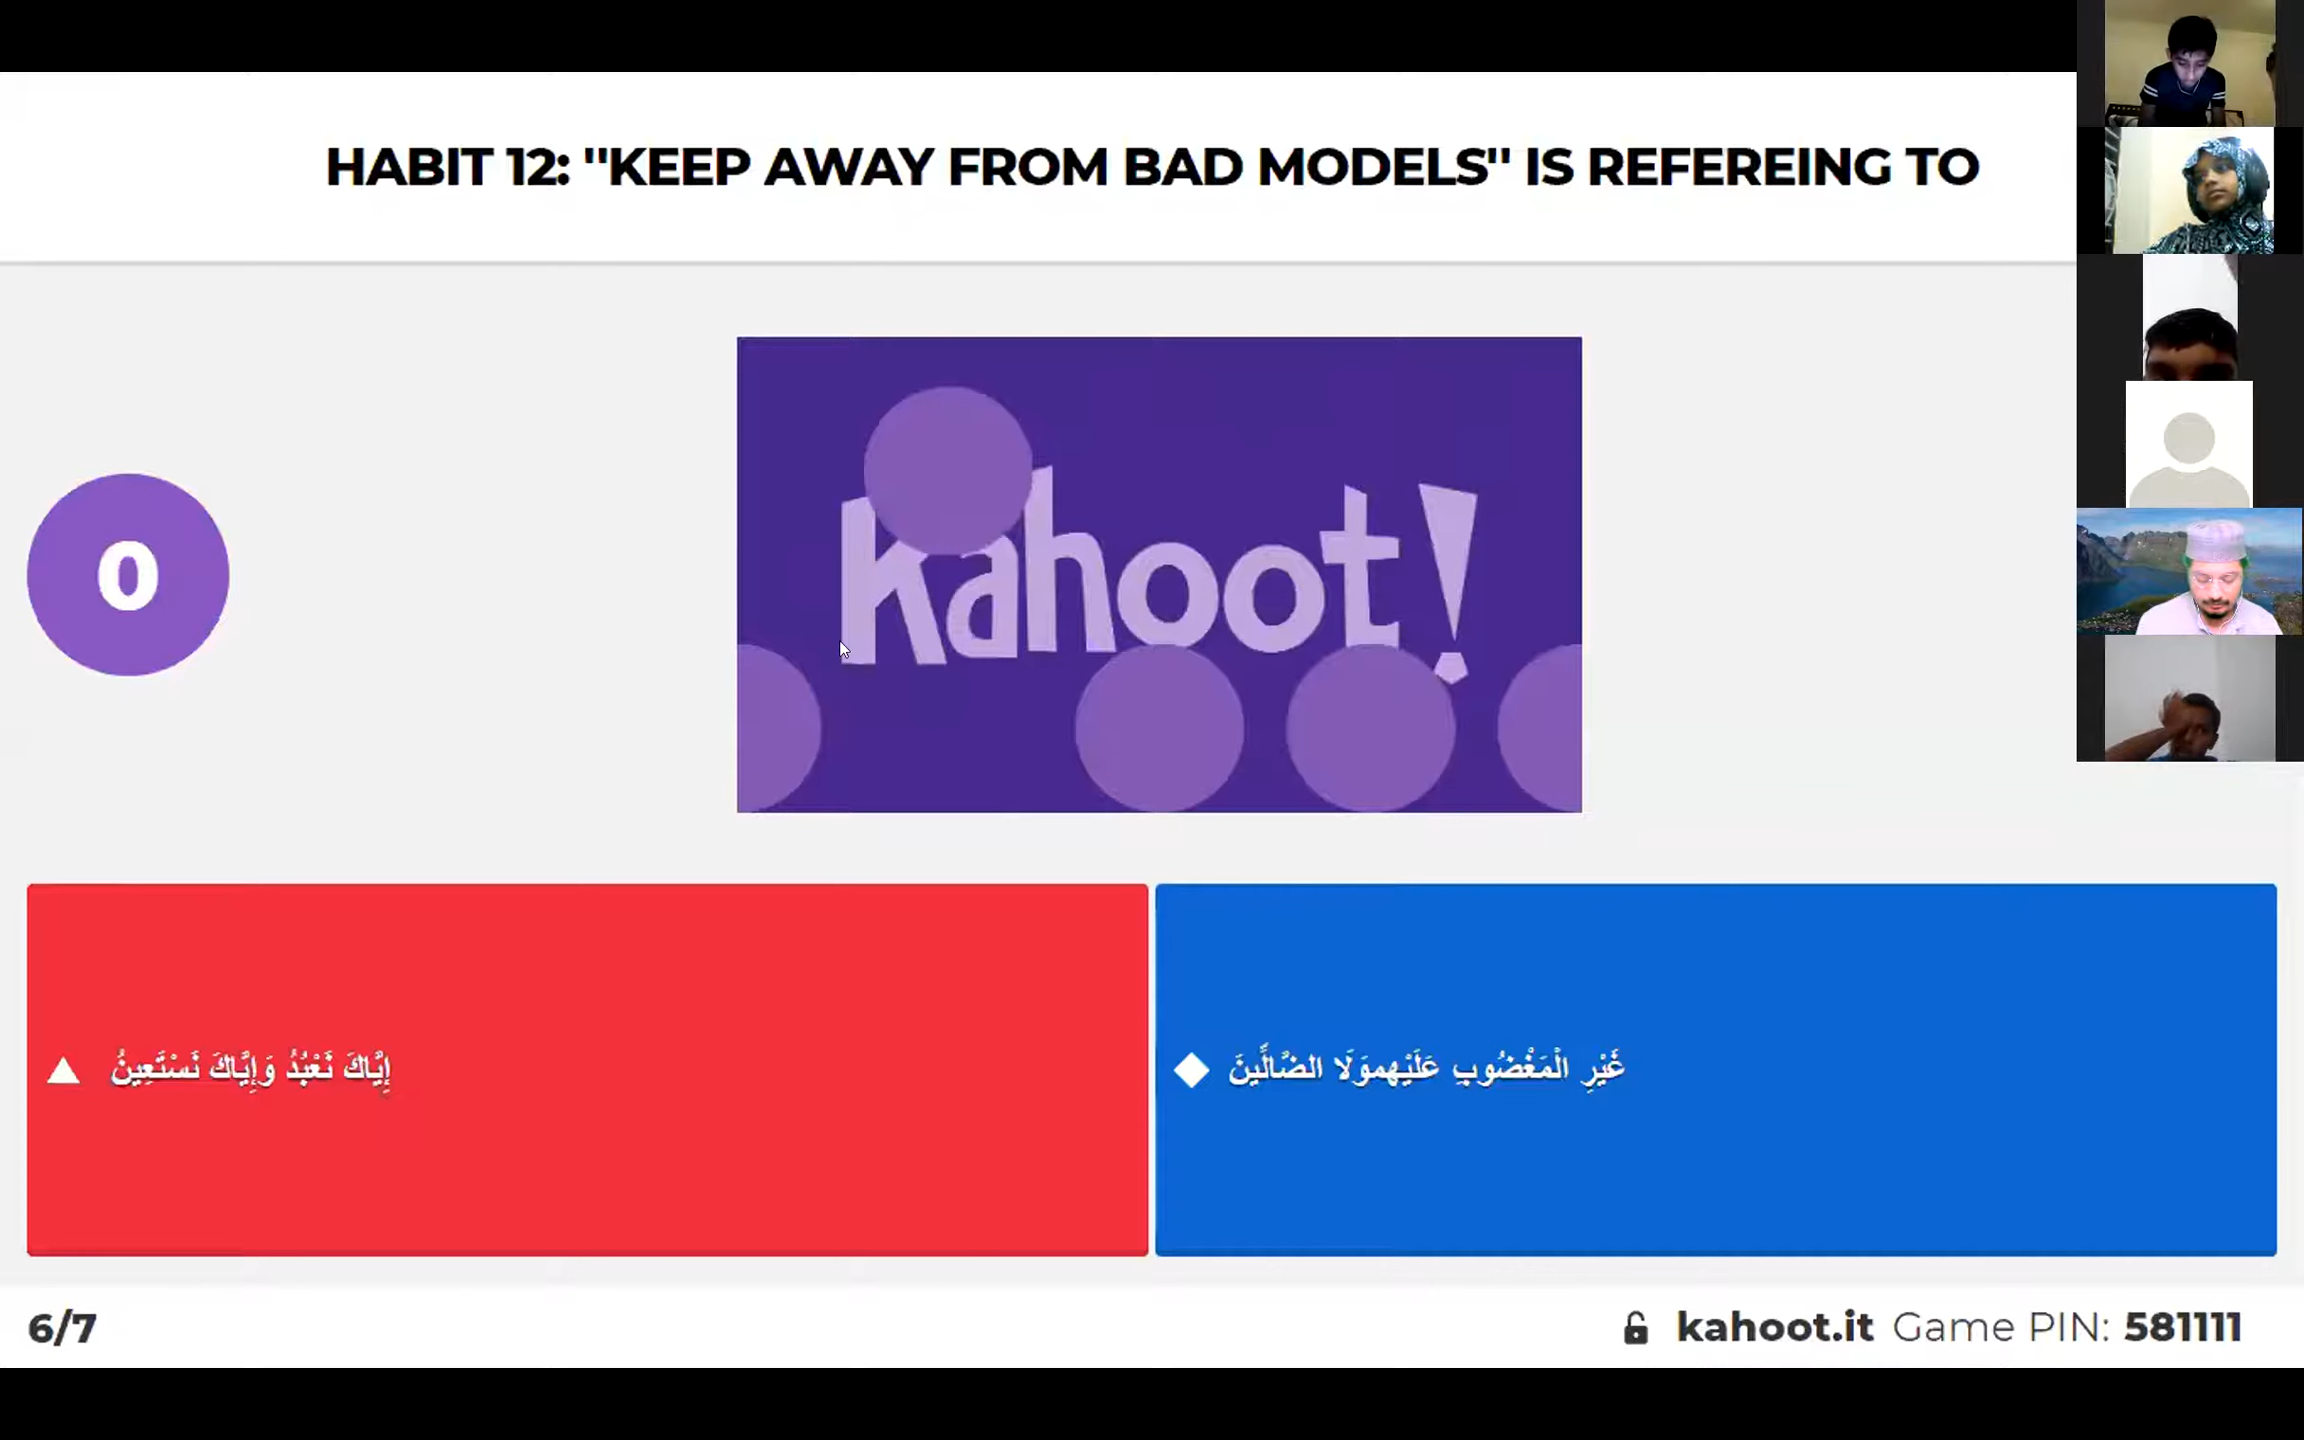 HABIT 12: "KEEP AWAY FROM BAD MODELS" IS REFEREING TO
0
kahoot!
إِيَّاكَ نَعْبُدُ وَإِيَّاكَ نَسْتَعِينُ
غَيْرِ الْمَغْضُوبِ عَلَيْهموَلَا الضَّالِّينَ
6/7
kahoot.it Game PIN: 581111